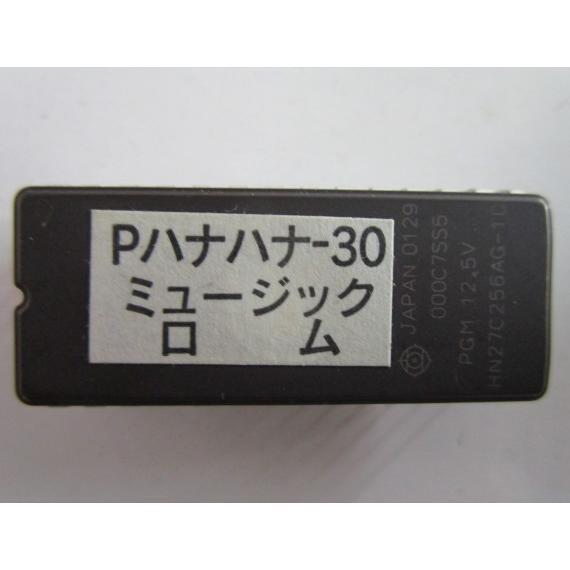 Pハナハナ-30
ミュージック
ロム
JAPAN 0129
000C7SS5
PGM 12.5V
HN27C256AG-10